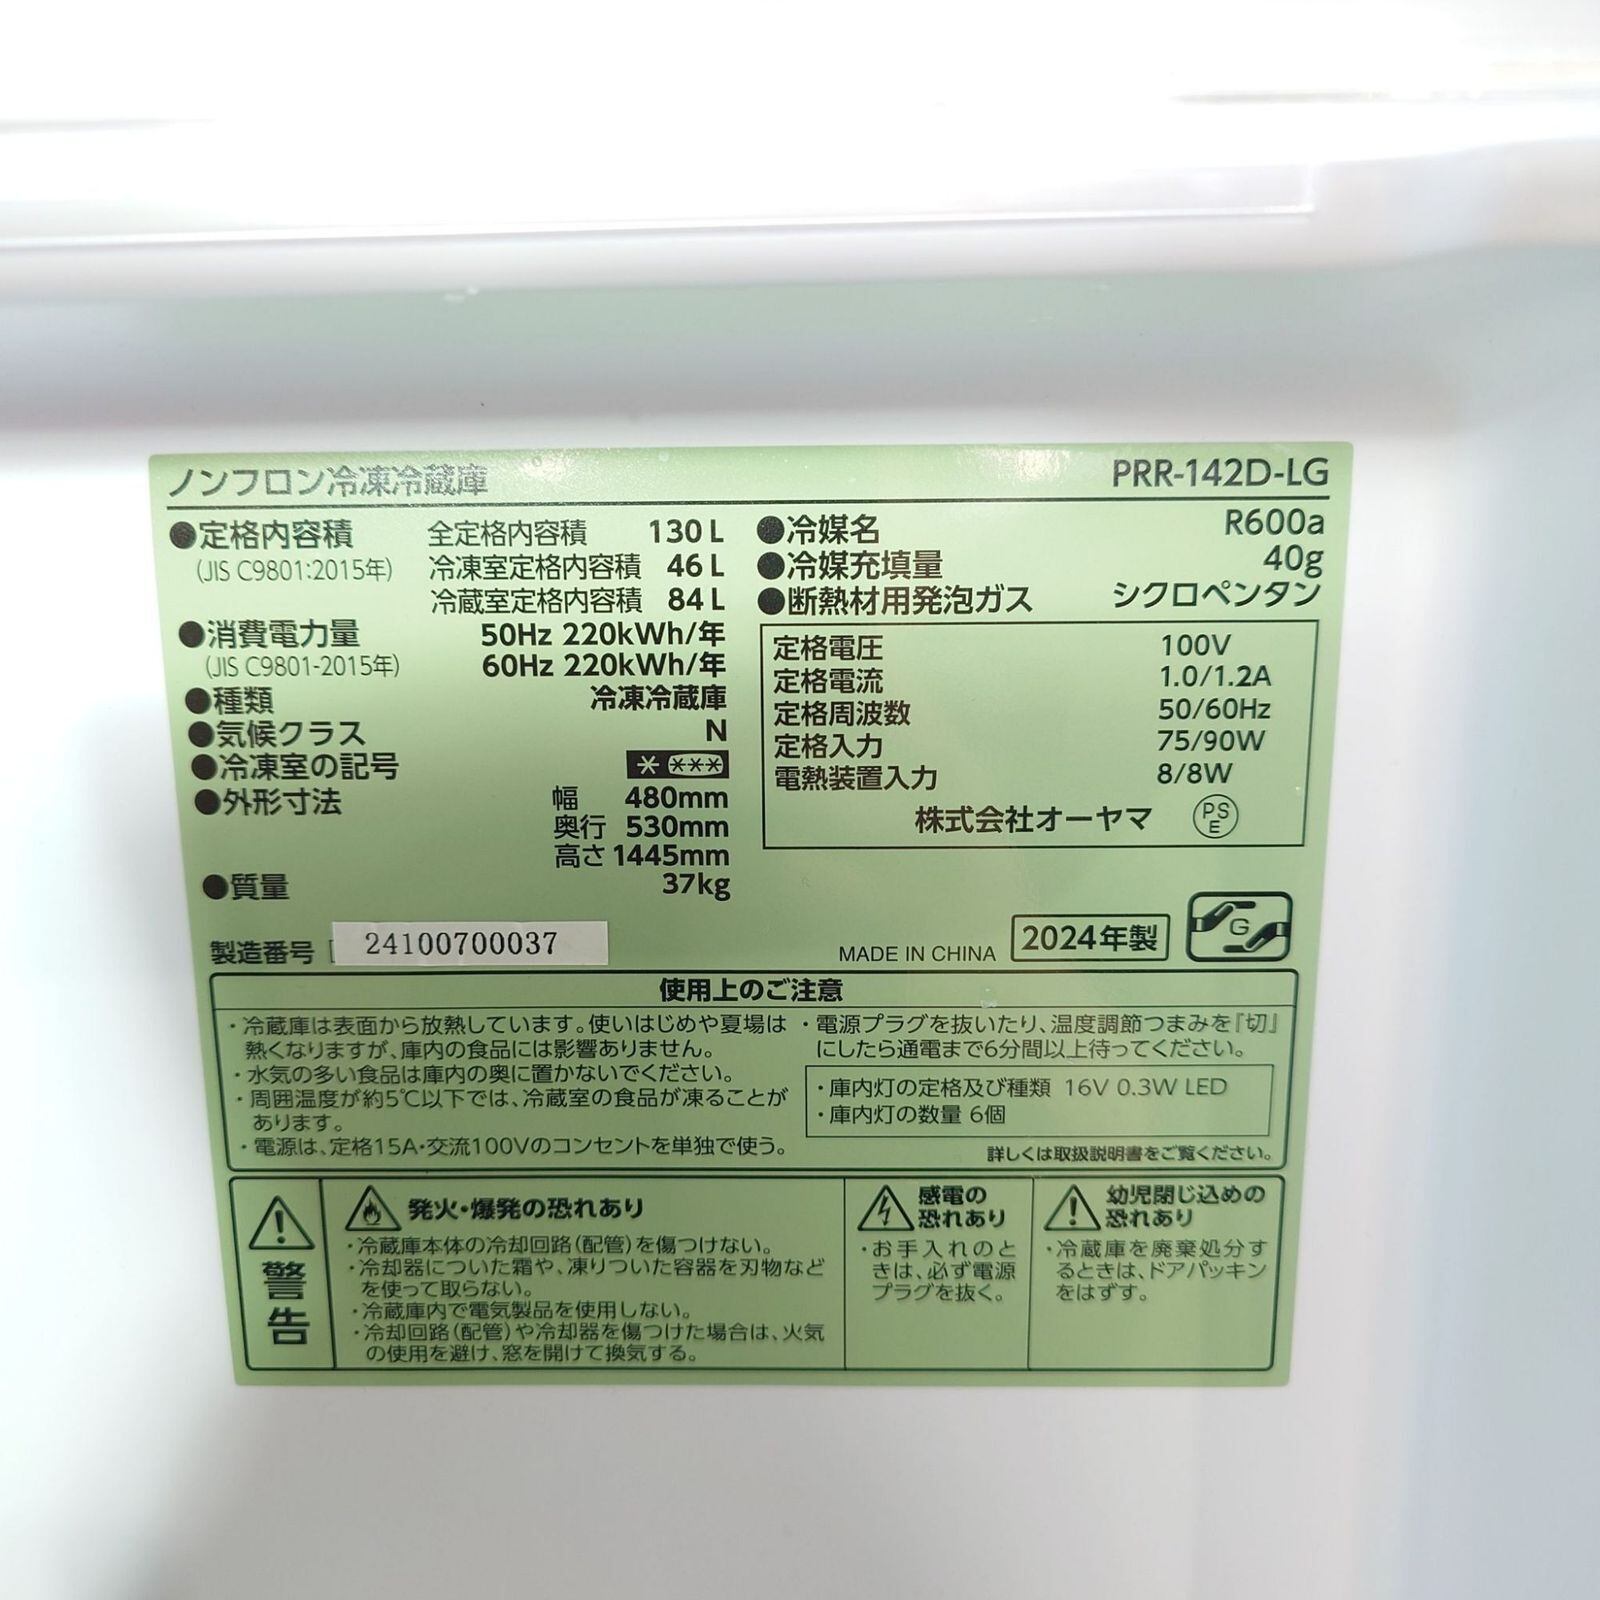 ノンフロン冷凍冷蔵庫
PRR-142D-LG
●定格内容積 全定格内容積 130 L
(JIS C9801:2015年) 冷凍室定格内容積 46 L
冷蔵室定格内容積 84 L
●消費電力量 50Hz 220kWh/年
(JIS C9801-2015年) 60Hz 220kWh/年
●種類 冷凍冷蔵庫
●気候クラス N
●冷凍室の記号 * ***
●外形寸法 幅 480mm
奥行 530mm
高さ 1445mm
●質量 37kg
●冷媒名 R600a
●冷媒充填量 40g
●断熱材用発泡ガス シクロペンタン
定格電圧 100V
定格電流 1.0/1.2A
定格周波数 50/60Hz
定格入力 75/90W
電熱装置入力 8/8W
株式会社オーヤマ PSE
製造番号 24100700037
MADE IN CHINA 2024年製 G
使用上のご注意
・冷蔵庫は表面から放熱しています。使いはじめや夏場は
熱くなりますが、庫内の食品には影響ありません。
・水気の多い食品は庫内の奥に置かないでください。
・周囲温度が約5℃以下では、冷蔵室の食品が凍ることが
あります。
・電源は、定格15A・交流100Vのコンセントを単独で使う。
・電源プラグを抜いたり、温度調節つまみを『切』
にしたら通電まで6分間以上待ってください。
・庫内灯の定格及び種類 16V 0.3W LED
・庫内灯の数量 6個
詳しくは取扱説明書をご覧ください。
警告
発火・爆発の恐れあり
・冷蔵庫本体の冷却回路(配管)を傷つけない。
・冷却器についた霜や、凍りついた容器を刃物など
を使って取らない。
・冷蔵庫内で電気製品を使用しない。
・冷却回路(配管)や冷却器を傷つけた場合は、火気
の使用を避け、窓を開けて換気する。
感電の
恐れあり
・お手入れのと
きは、必ず電源
プラグを抜く。
幼児閉じ込めの
恐れあり
・冷蔵庫を廃棄処分す
るときは、ドアパッキン
をはずす。